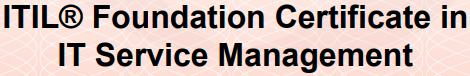 ITIL® Foundation Certificate in
IT Service Management